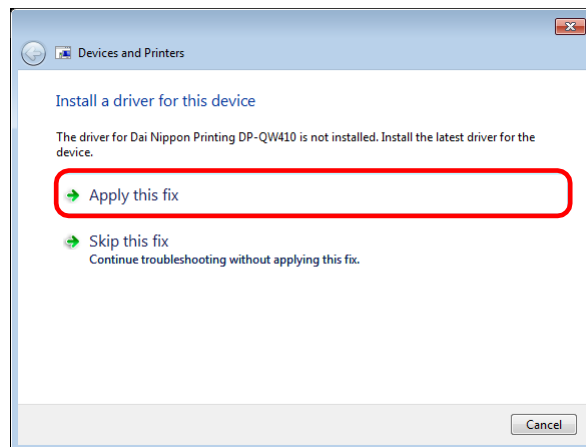 Devices and Printers
Install a driver for this device
The driver for Dai Nippon Printing DP-QW410 is not installed. Install the latest driver for the
device.
Apply this fix
Skip this fix
Continue troubleshooting without applying this fix.
Cancel